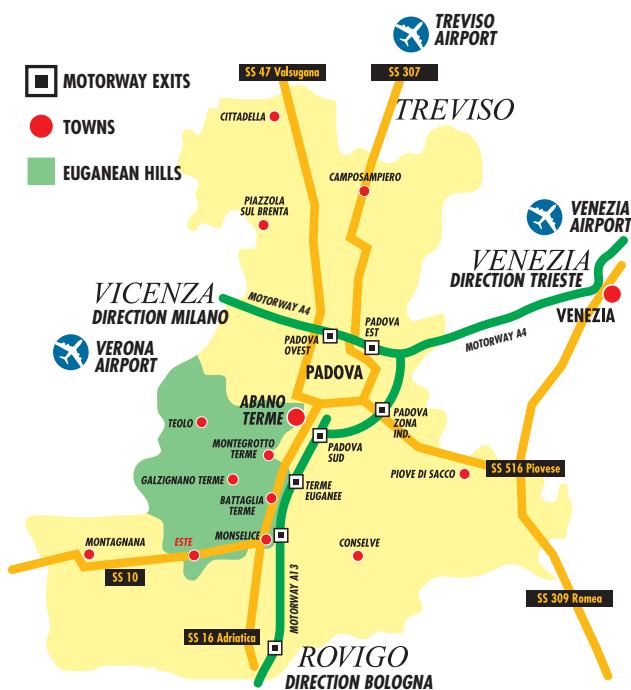 TREVISO
AIRPORT
SS 47 Valsugana
SS 307
MOTORWAY EXITS
TREVISO
CITTADELLA
TOWNS
EUGANEAN HILLS
CAMPOSAMPIERO
PIAZZOLA
SUL BRENTA
VENEZIA
AIRPORT
VENEZIA
DIRECTION TRIESTE
VICENZA
DIRECTION MILANO
MOTORWAY A4
PADOVA
EST
VENEZIA
MOTORWAY A4
PADOVA
OVEST
VERONA
AIRPORT
PADOVA
ABANO
TERME
TEOLO
PADOVA
ZONA
IND.
MONTEGROTTO
TERME
PADOVA
SUD
SS 516 Piovese
PIOVE DI SACCO
GALZIGNANO TERME
TERME
EUGANEE
BATTAGLIA
TERME
MONSELICE
ESTE
MONTAGNANA
CONSELVE
SS 10
MOTORWAY A13
SS 309 Romea
SS 16 Adriatica
ROVIGO
DIRECTION BOLOGNA